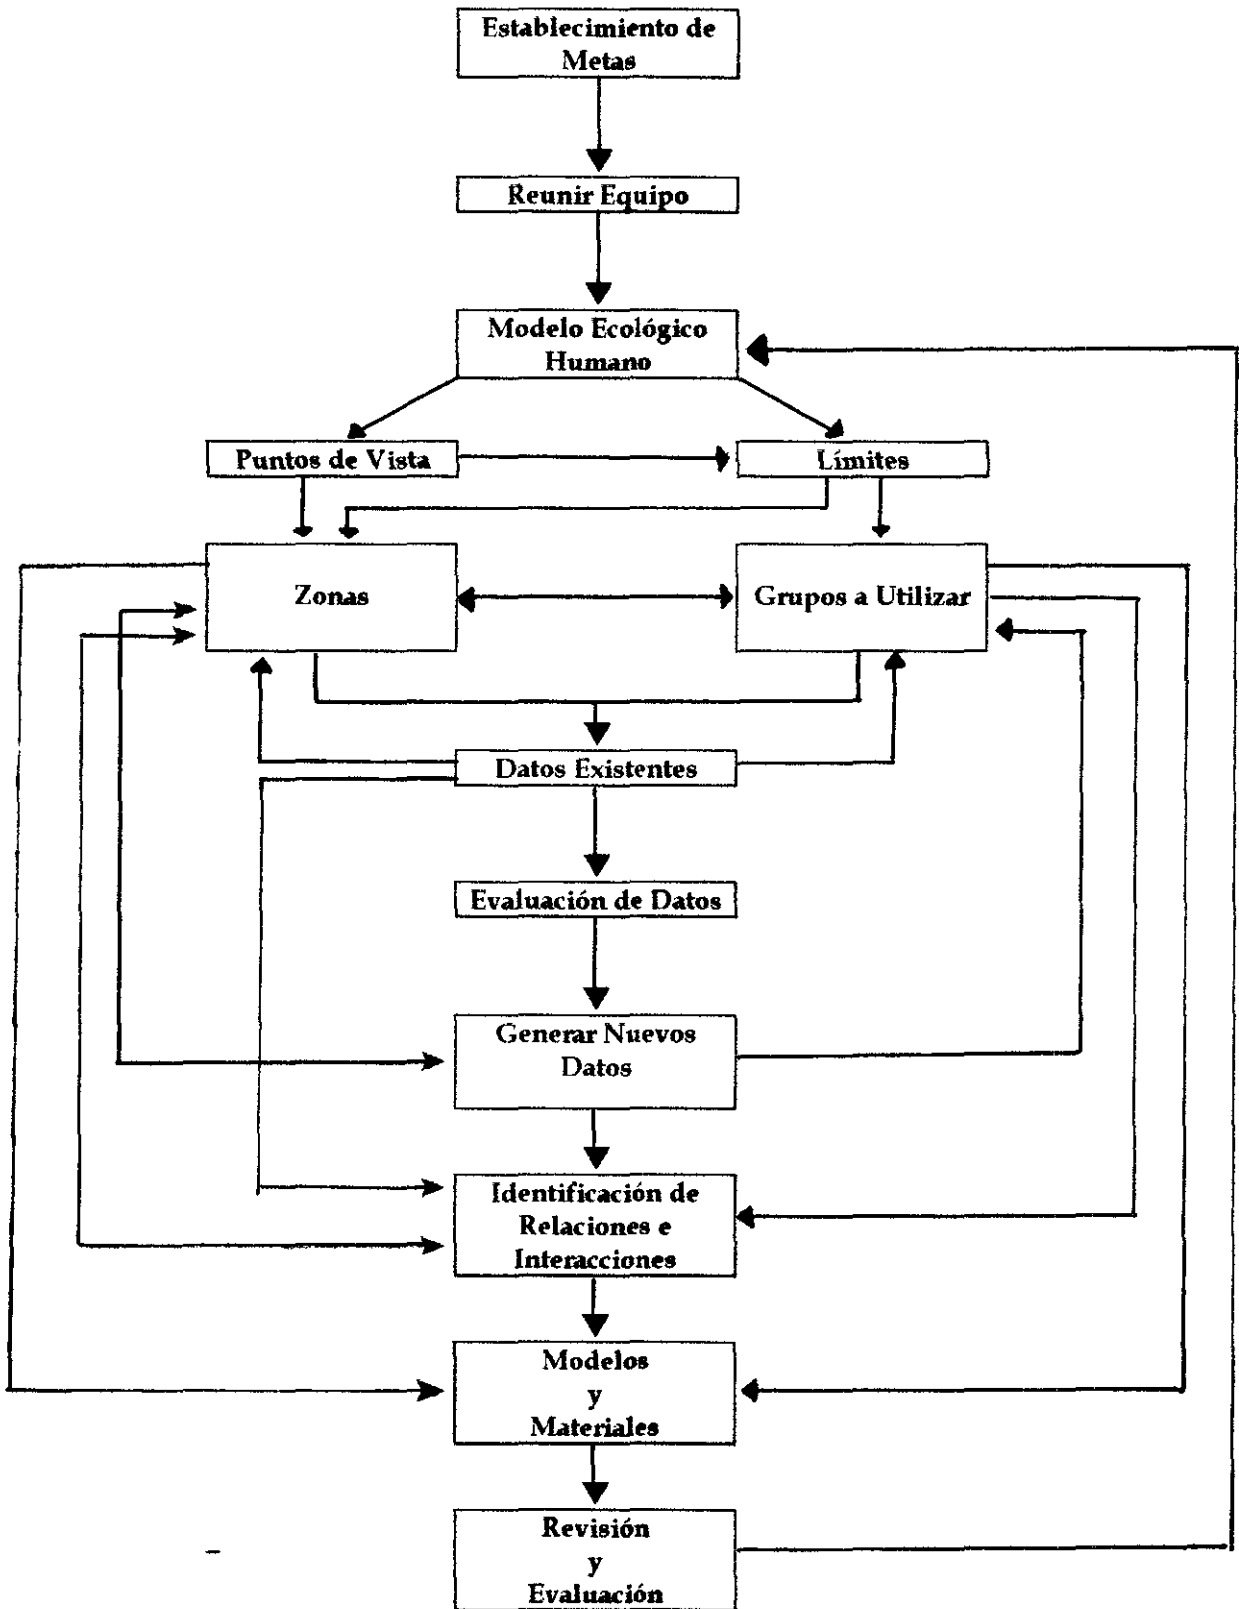 Establecimiento de
Metas
Reunir Equipo
Modelo Ecológico
Humano
Puntos de Vista
Límites
Zonas
Grupos a Utilizar
Datos Existentes
Evaluación de Datos
Generar Nuevos
Datos
Identificación de
Relaciones e
Interacciones
Modelos
y
Materiales
Revisión
y
Evaluación